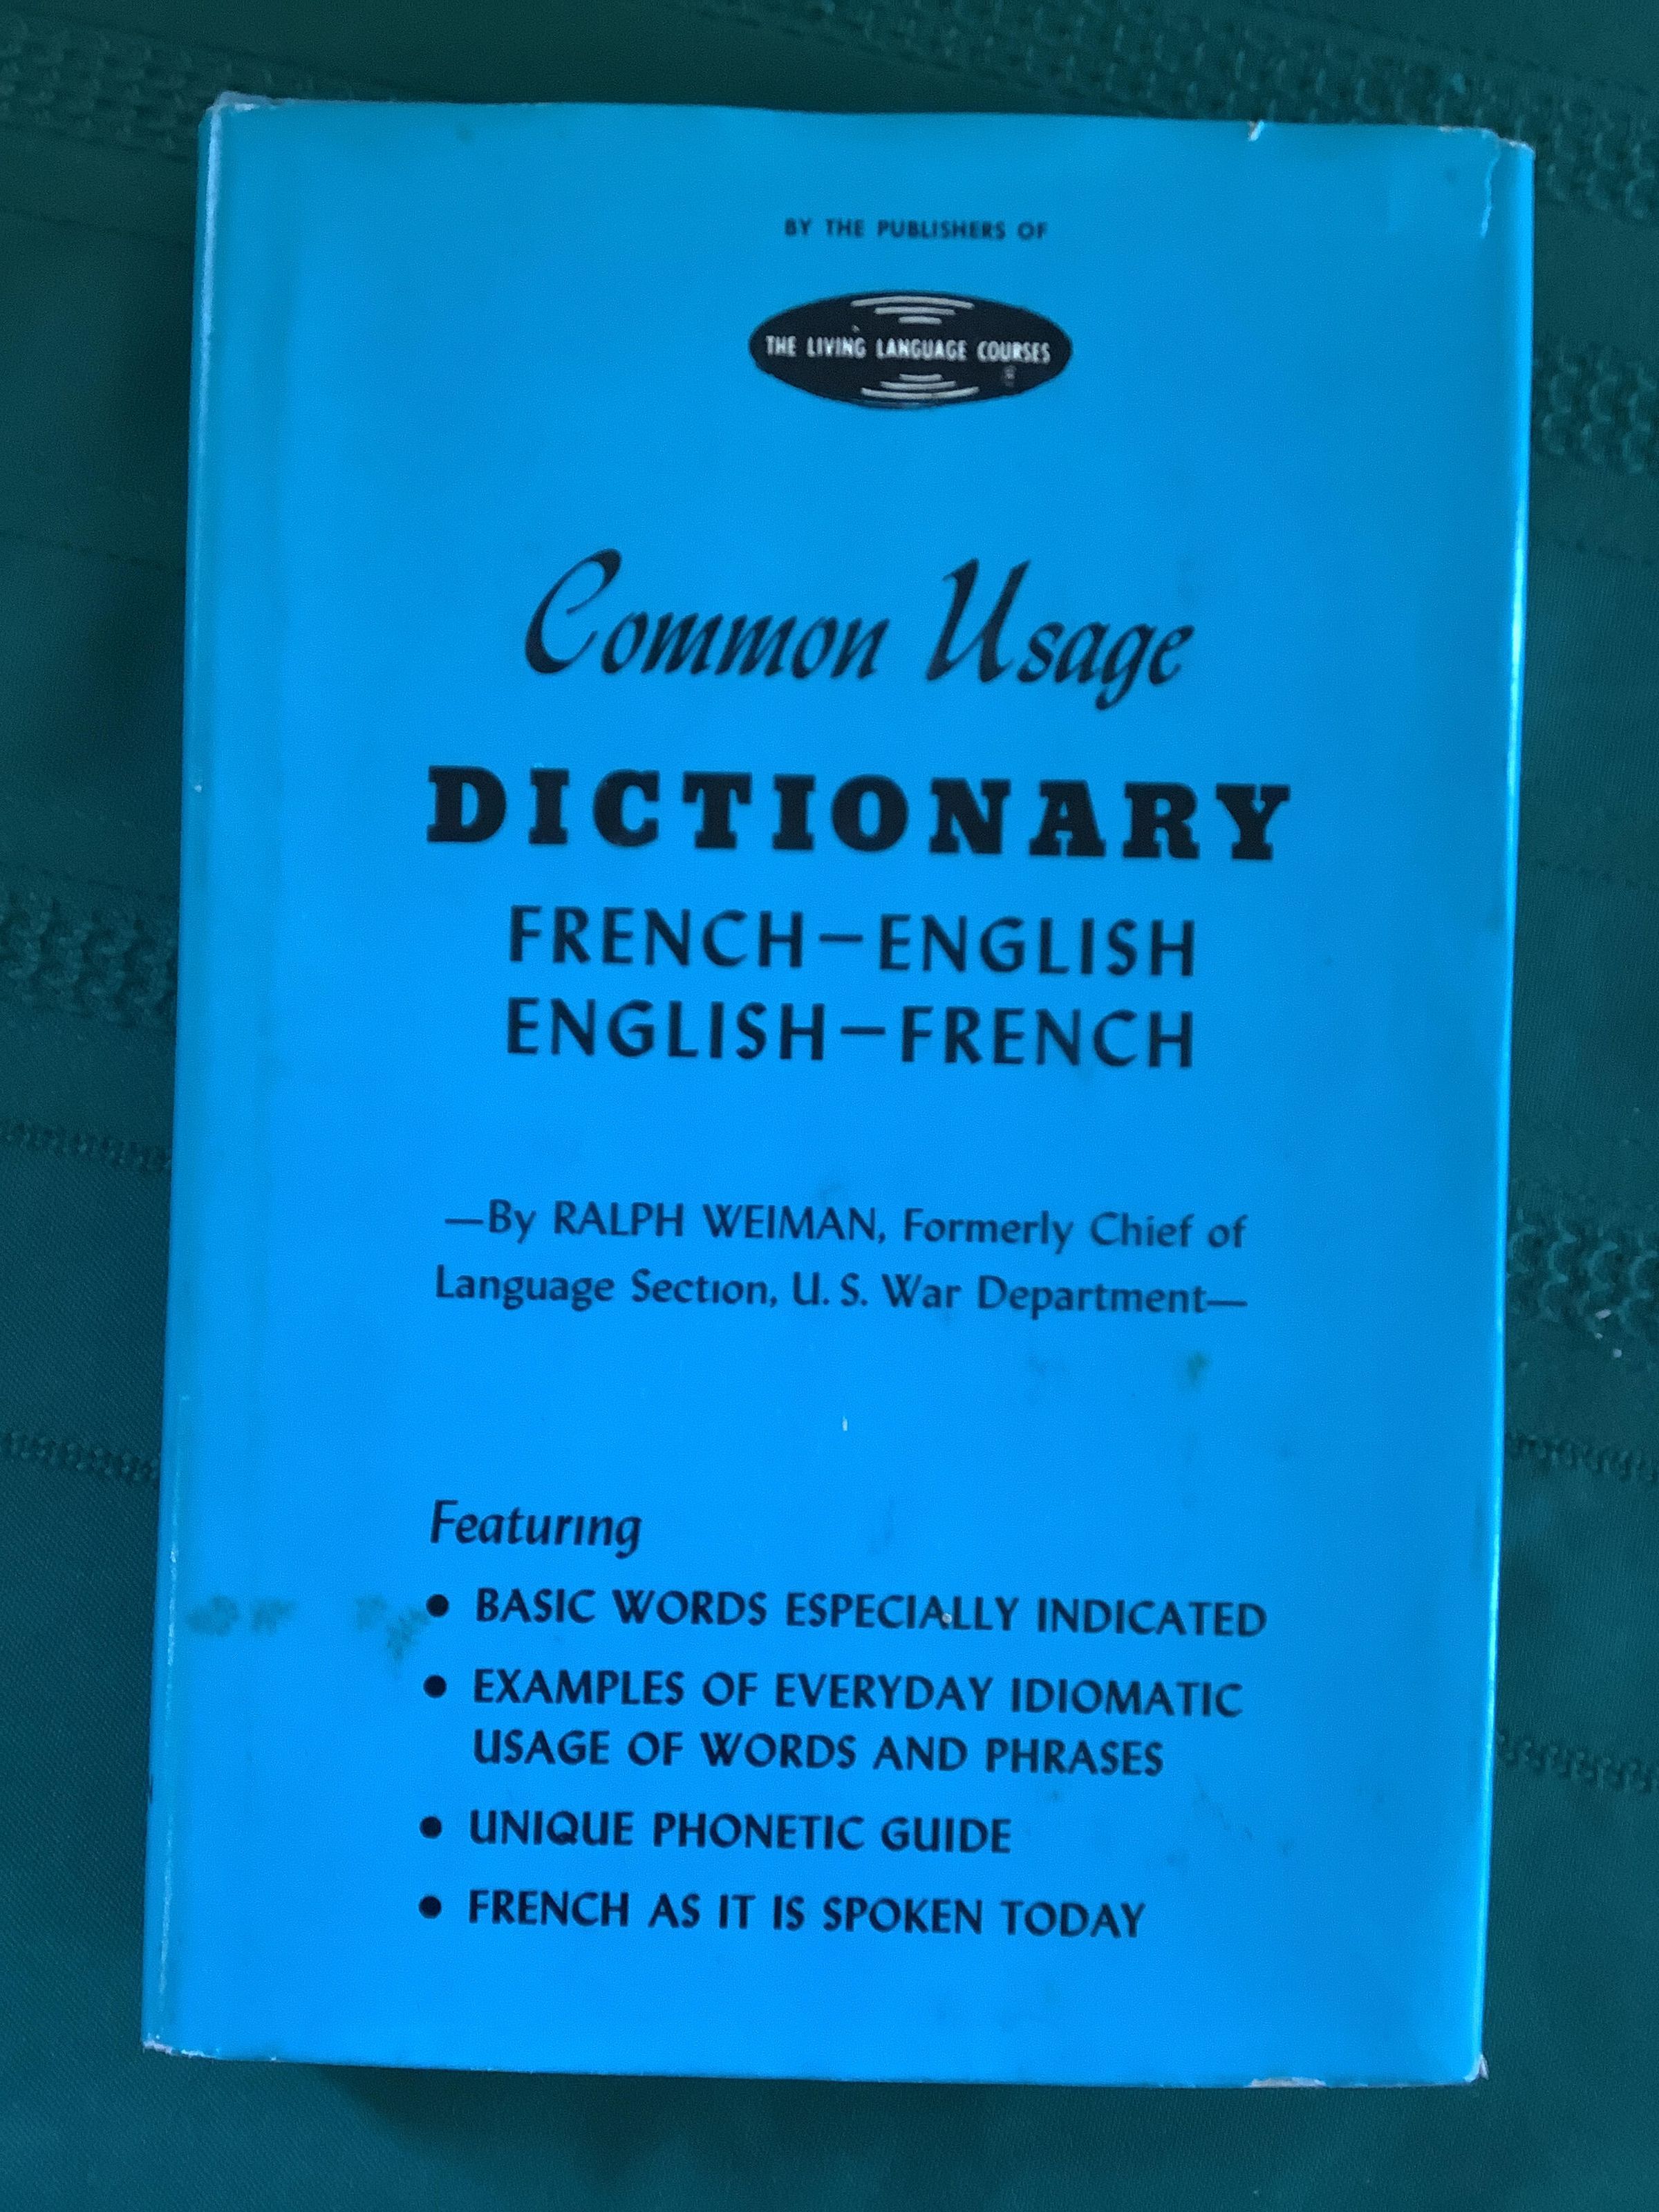 BY THE PUBLISHERS OF
THE LIVING LANGUAGE COURSES
Common Usage
DICTIONARY
FRENCH—ENGLISH
ENGLISH—FRENCH
—By RALPH WEIMAN, Formerly Chief of
Language Section, U. S. War Department—
Featuring
• BASIC WORDS ESPECIALLY INDICATED
• EXAMPLES OF EVERYDAY IDIOMATIC
USAGE OF WORDS AND PHRASES
• UNIQUE PHONETIC GUIDE
• FRENCH AS IT IS SPOKEN TODAY